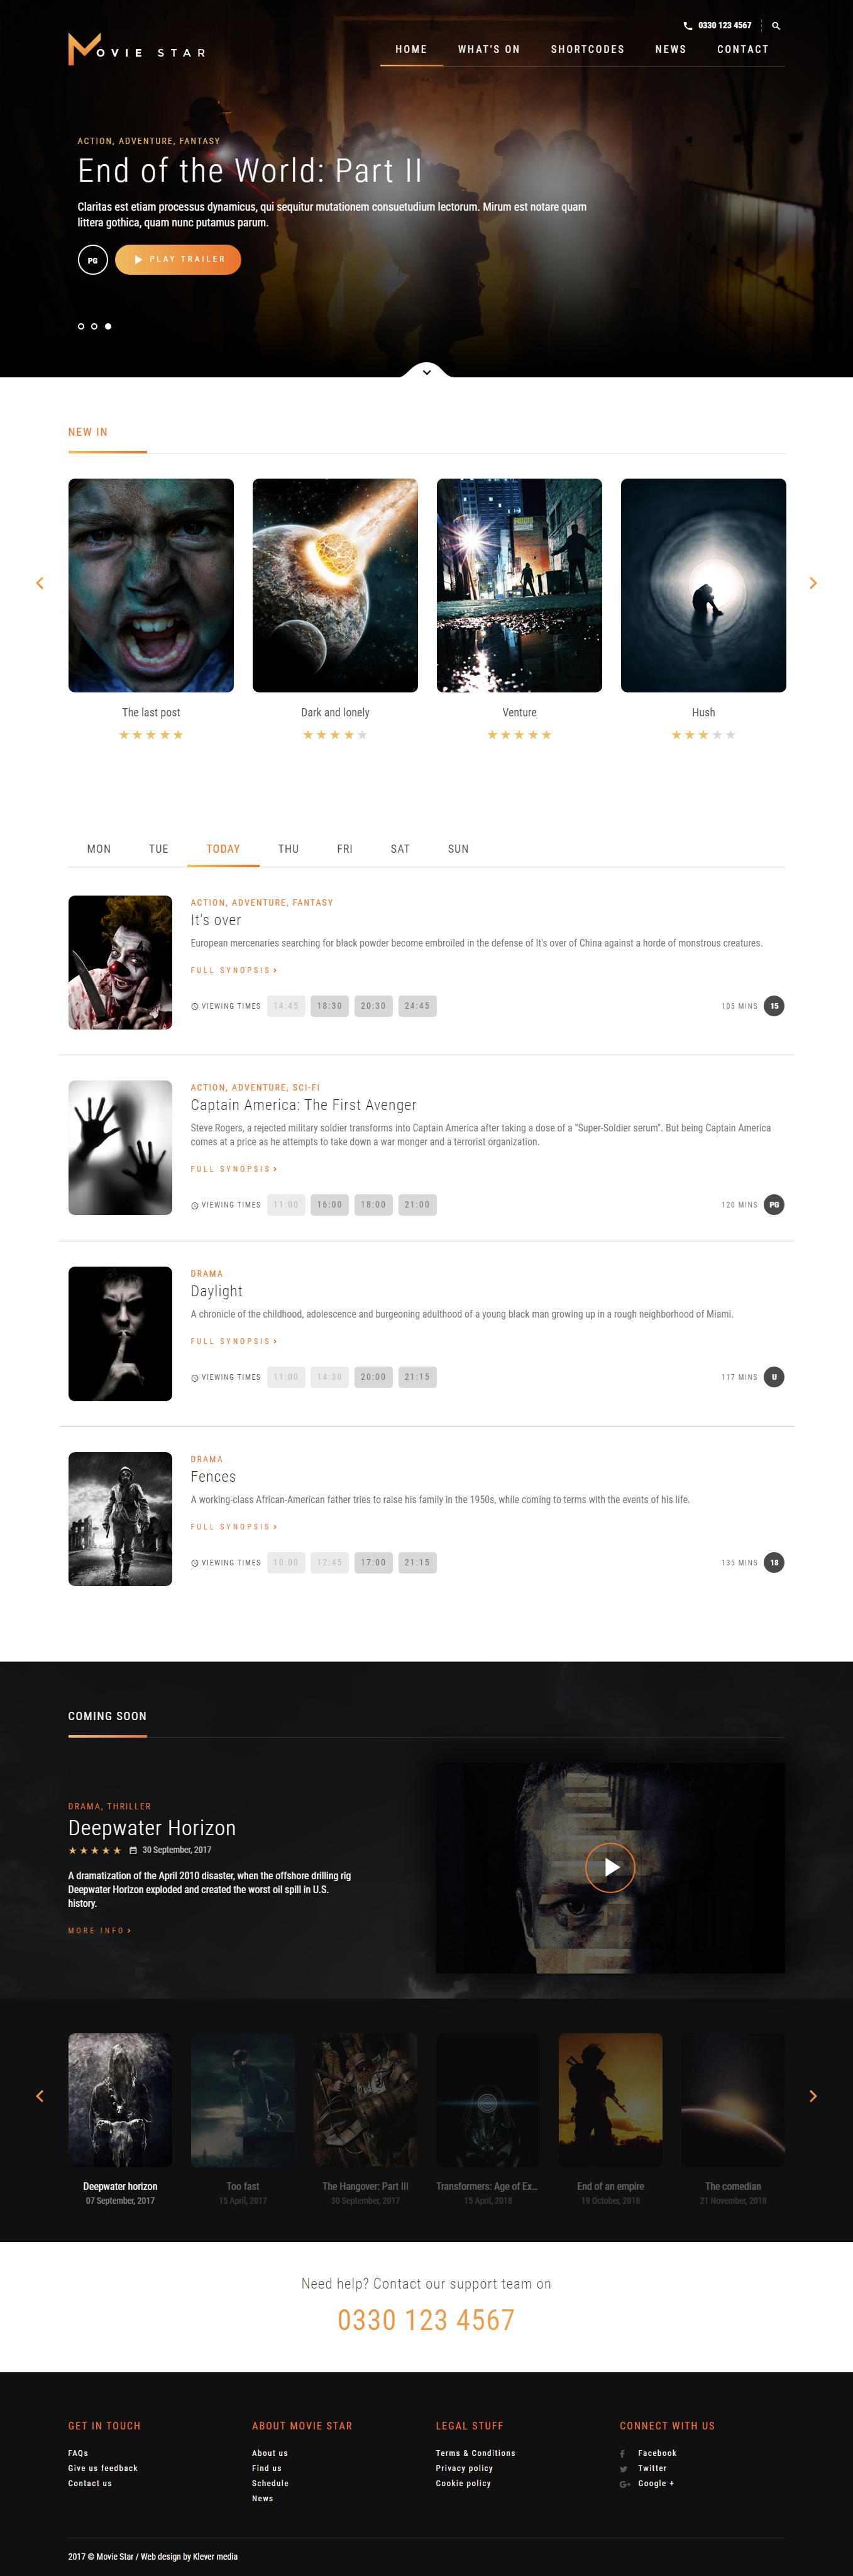 0330 123 4567
MOVIE STAR
HOME WHAT'S ON SHORTCODES NEWS CONTACT
ACTION, ADVENTURE, FANTASY
End of the World: Part II
Claritas est etiam processus dynamicus, qui sequitur mutationem consuetudium lectorum. Mirum est notare quam
littera gothica, quam nunc putamus parum.
PG PLAY TRAILER
NEW IN
The last post Dark and lonely Venture Hush
MON TUE TODAY THU FRI SAT SUN
ACTION, ADVENTURE, FANTASY
It's over
European mercenaries searching for black powder become embroiled in the defense of It's over of China against a horde of monstrous creatures.
FULL SYNOPSIS
VIEWING TIMES 14:45 18:30 20:30 24:45 105 MINS 15
ACTION, ADVENTURE, SCI-FI
Captain America: The First Avenger
Steve Rogers, a rejected military soldier transforms into Captain America after taking a dose of a "Super-Soldier serum". But being Captain America
comes at a price as he attempts to take down a war monger and a terrorist organization.
FULL SYNOPSIS
VIEWING TIMES 11:00 16:00 18:00 21:00 120 MINS PG
DRAMA
Daylight
A chronicle of the childhood, adolescence and burgeoning adulthood of a young black man growing up in a rough neighborhood of Miami.
FULL SYNOPSIS
VIEWING TIMES 11:00 14:30 20:00 21:15 117 MINS U
DRAMA
Fences
A working-class African-American father tries to raise his family in the 1950s, while coming to terms with the events of his life.
FULL SYNOPSIS
VIEWING TIMES 10:00 12:45 17:00 21:15 135 MINS 18
COMING SOON
DRAMA, THRILLER
Deepwater Horizon
30 September, 2017
A dramatization of the April 2010 disaster, when the offshore drilling rig
Deepwater Horizon exploded and created the worst oil spill in U.S.
history.
MORE INFO
Deepwater horizon Too fast The Hangover: Part III Transformers: Age of Ex... End of an empire The comedian
07 September, 2017 15 April, 2017 30 September, 2017 15 April, 2018 19 October, 2018 21 November, 2018
Need help? Contact our support team on
0330 123 4567
GET IN TOUCH ABOUT MOVIE STAR LEGAL STUFF CONNECT WITH US
FAQs About us Terms & Conditions Facebook
Give us feedback Find us Privacy policy Twitter
Contact us Schedule Cookie policy Google +
News
2017 © Movie Star / Web design by Klever media